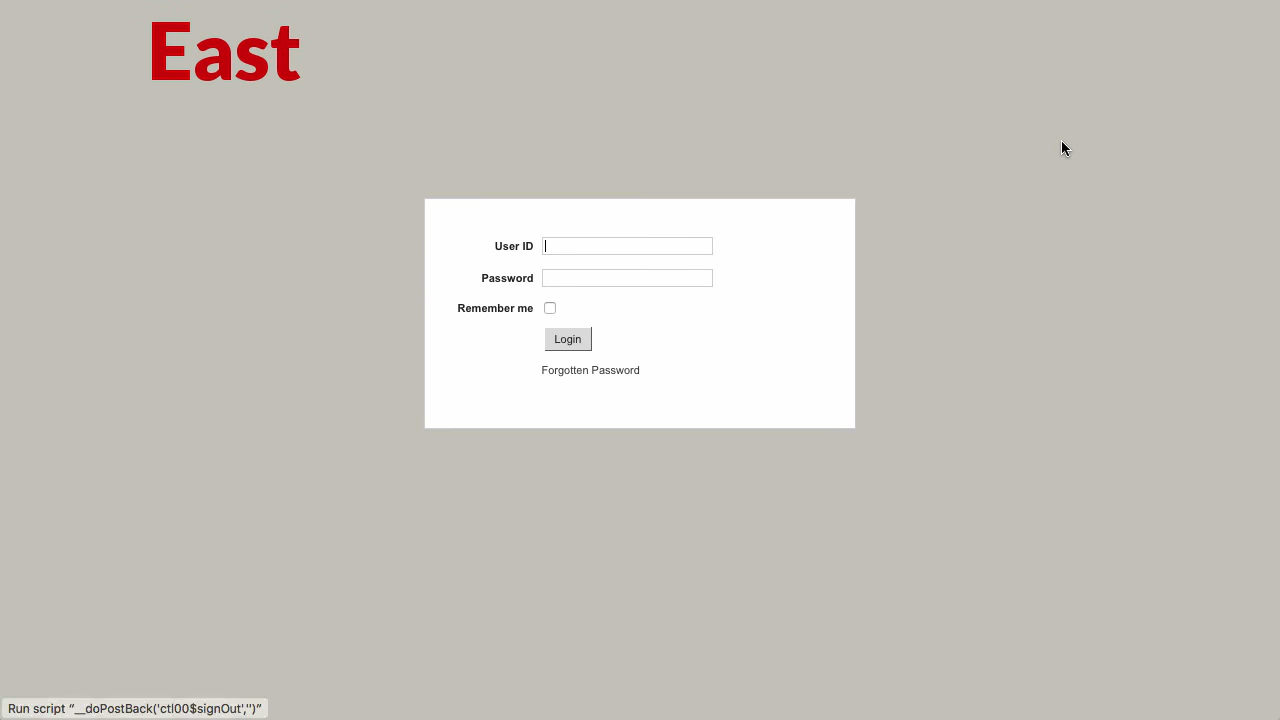 East
User ID
Password
Remember me
Login
Forgotten Password
Run script “__doPostBack('ctl00$signOut','')”